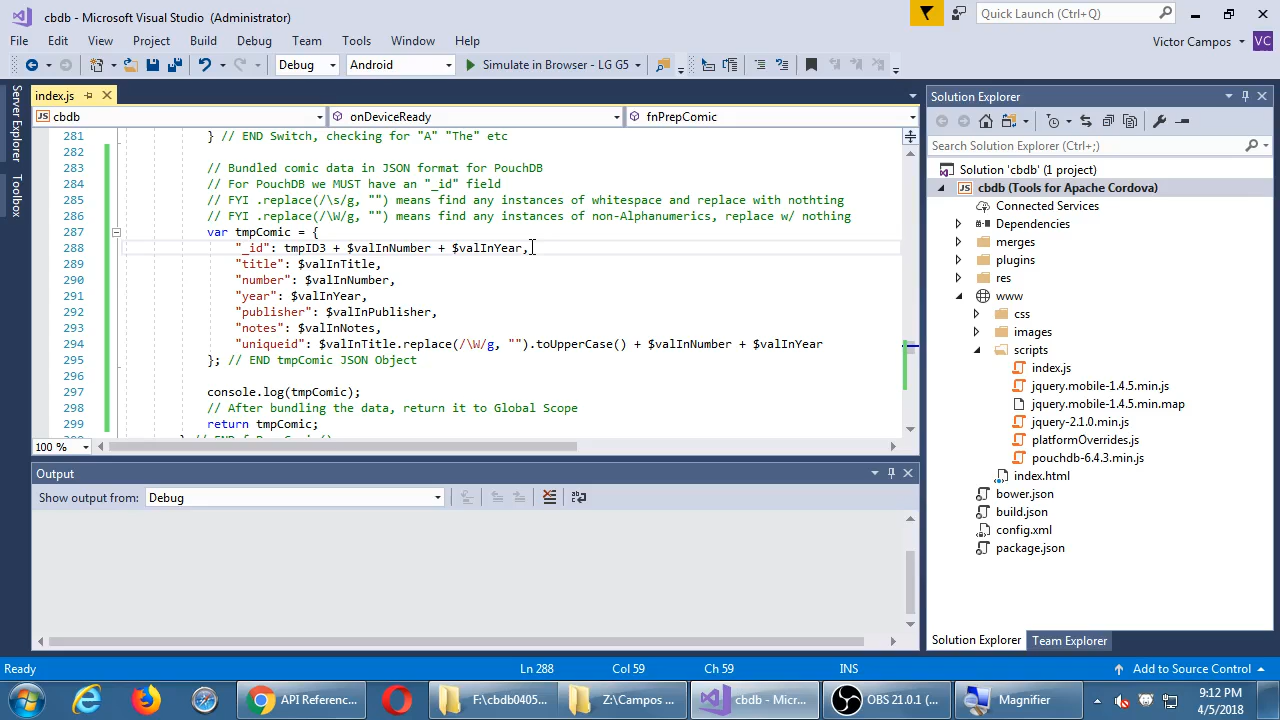 cbdb - Microsoft Visual Studio (Administrator)
Quick Launch (Ctrl+Q)
File Edit View Project Build Debug Team Tools Window Help
Victor Campos VC
Debug Android Simulate in Browser - LG G5
Server Explorer
Toolbox
index.js
JS cbdb onDeviceReady fnPrepComic
281 } // END Switch, checking for "A" "The" etc
282
283 // Bundled comic data in JSON format for PouchDB
284 // For PouchDB we MUST have an "_id" field
285 // FYI .replace(/\s/g, "") means find any instances of whitespace and replace with nothting
286 // FYI .replace(/\W/g, "") means find any instances of non-Alphanumerics, replace w/ nothing
287 var tmpComic = {
288 "_id": tmpID3 + $valInNumber + $valInYear,
289 "title": $valInTitle,
290 "number": $valInNumber,
291 "year": $valInYear,
292 "publisher": $valInPublisher,
293 "notes": $valInNotes,
294 "uniqueid": $valInTitle.replace(/\W/g, "").toUpperCase() + $valInNumber + $valInYear
295 }; // END tmpComic JSON Object
296
297 console.log(tmpComic);
298 // After bundling the data, return it to Global Scope
299 return tmpComic;
100 %
Output
Show output from: Debug
Solution Explorer
Search Solution Explorer (Ctrl+;)
Solution 'cbdb' (1 project)
JS cbdb (Tools for Apache Cordova)
Connected Services
Dependencies
merges
plugins
res
www
css
images
scripts
index.js
jquery.mobile-1.4.5.min.js
jquery.mobile-1.4.5.min.map
jquery-2.1.0.min.js
platformOverrides.js
pouchdb-6.4.3.min.js
index.html
bower.json
build.json
config.xml
package.json
Solution Explorer Team Explorer
Ready Ln 288 Col 59 Ch 59 INS Add to Source Control
API Referenc... F:\cbdb0405... Z:\Campos ... cbdb - Micr... OBS 21.0.1 (... Magnifier
9:12 PM
4/5/2018